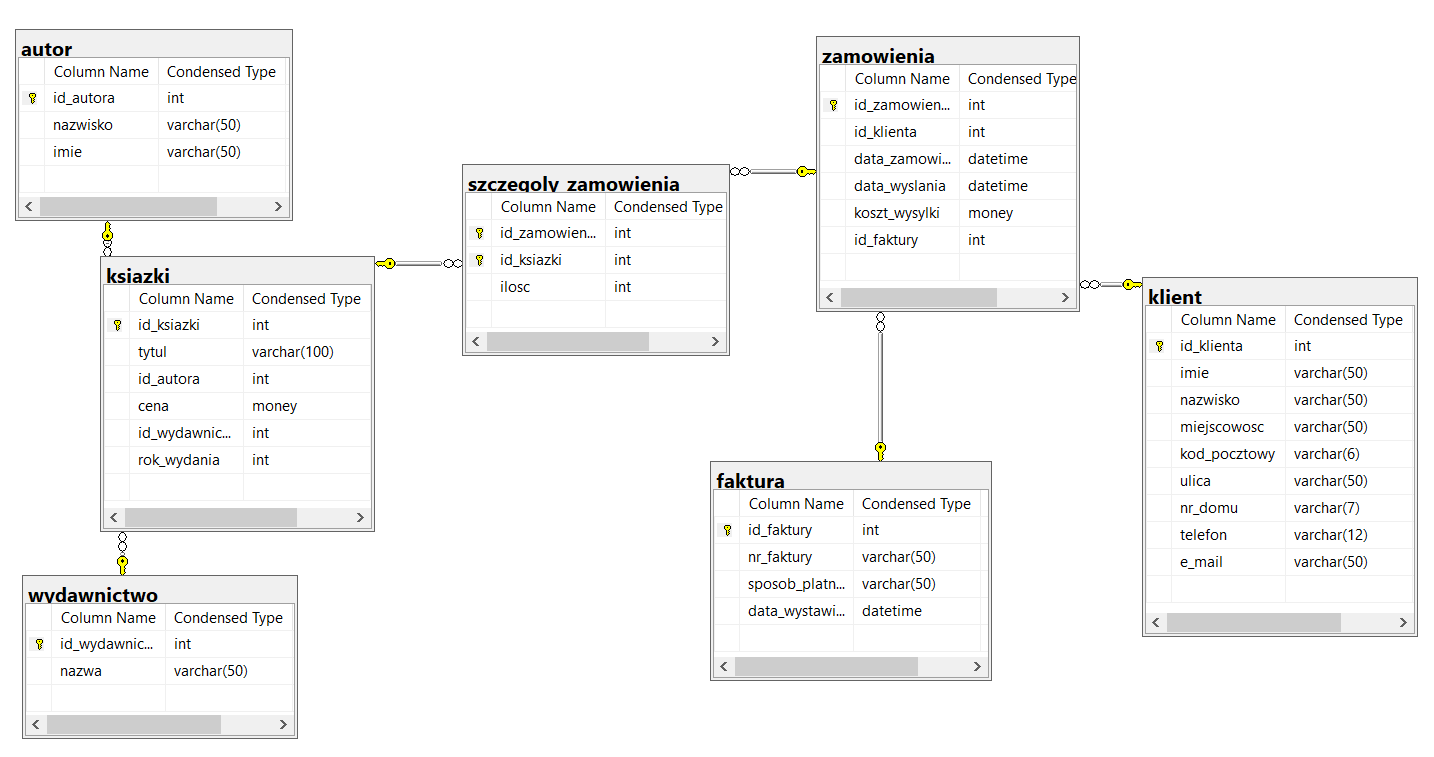 autor
Column Name Condensed Type
id_autora int
nazwisko varchar(50)
imie varchar(50)
ksiazki
Column Name Condensed Type
id_ksiazki int
tytul varchar(100)
id_autora int
cena money
id_wydawnic... int
rok_wydania int
wydawnictwo
Column Name Condensed Type
id_wydawnic... int
nazwa varchar(50)
szczegoly_zamowienia
Column Name Condensed Type
id_zamowien... int
id_ksiazki int
ilosc int
zamowienia
Column Name Condensed Type
id_zamowien... int
id_klienta int
data_zamowi... datetime
data_wyslania datetime
koszt_wysylki money
id_faktury int
faktura
Column Name Condensed Type
id_faktury int
nr_faktury varchar(50)
sposob_platn... varchar(50)
data_wystawi... datetime
klient
Column Name Condensed Type
id_klienta int
imie varchar(50)
nazwisko varchar(50)
miejscowosc varchar(50)
kod_pocztowy varchar(6)
ulica varchar(50)
nr_domu varchar(7)
telefon varchar(12)
e_mail varchar(50)